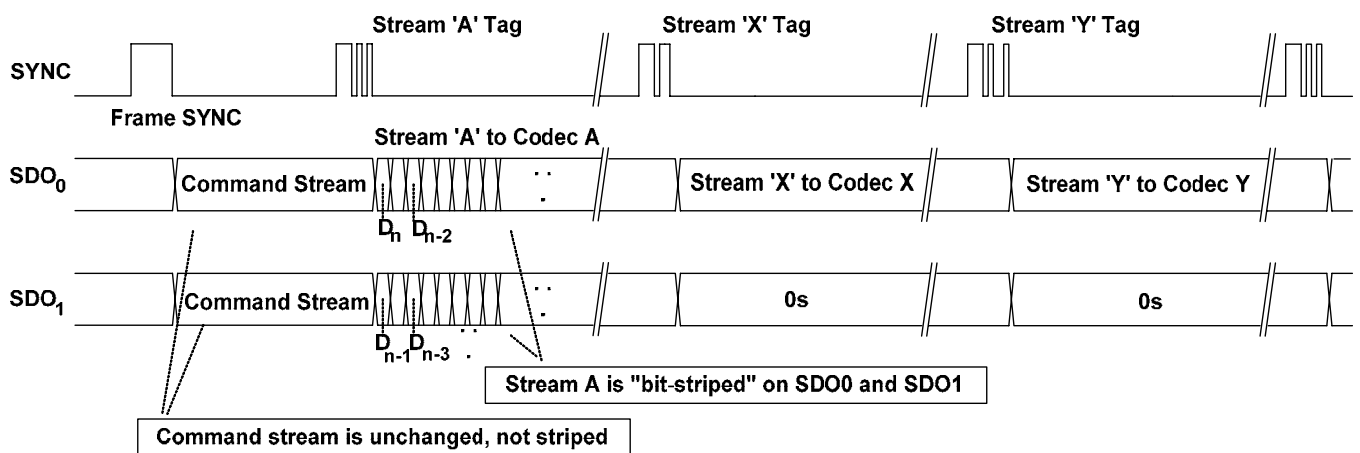 Stream 'A' Tag
Stream 'X' Tag
Stream 'Y' Tag
SYNC
Frame SYNC
Stream 'A' to Codec A
SDO0
Command Stream
. .
.
Stream 'X' to Codec X
Stream 'Y' to Codec Y
Dn
Dn-2
SDO1
Command Stream
. .
.
0s
0s
Dn-1
Dn-3
. .
.
Stream A is "bit-striped" on SDO0 and SDO1
Command stream is unchanged, not striped